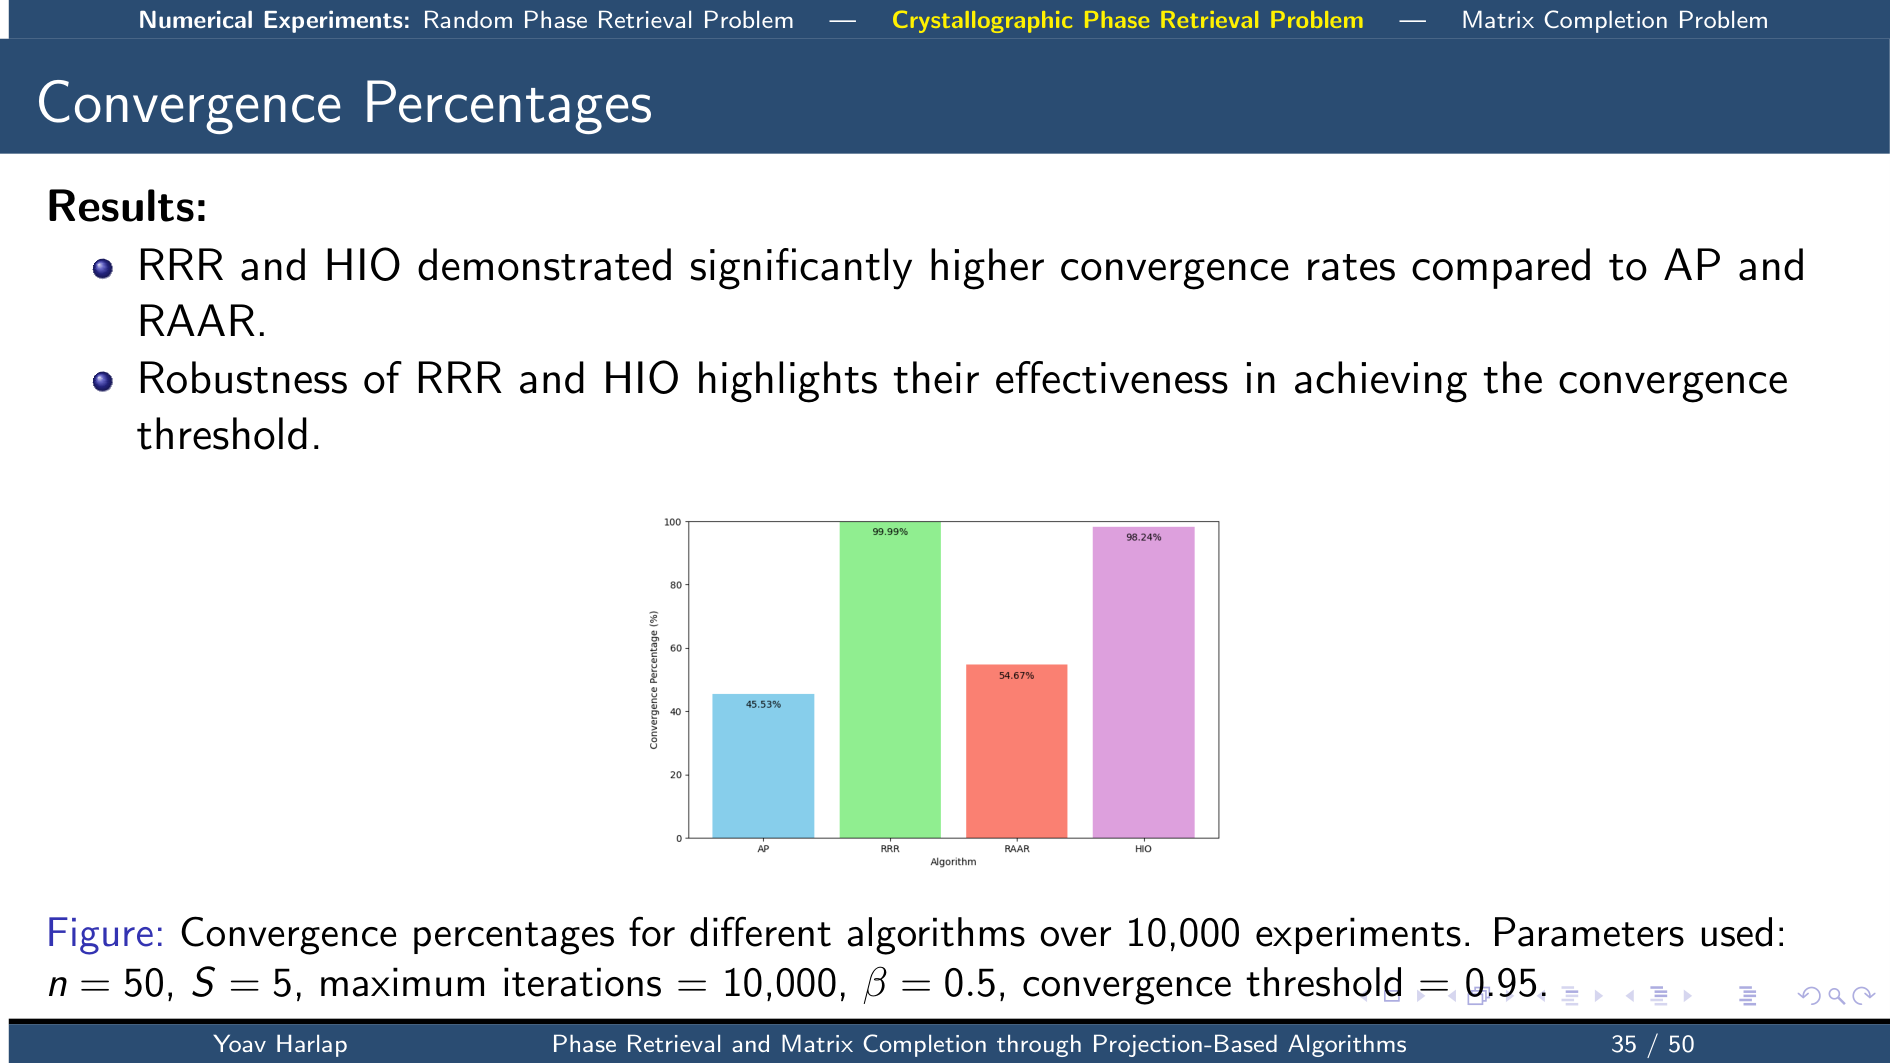 Numerical Experiments: Random Phase Retrieval Problem — Crystallographic Phase Retrieval Problem — Matrix Completion Problem
Convergence Percentages
Results:
RRR and HIO demonstrated significantly higher convergence rates compared to AP and
RAAR.
Robustness of RRR and HIO highlights their effectiveness in achieving the convergence
threshold.
Convergence Percentage (%)
100
80
60
40
20
0
45.53%
99.99%
54.67%
98.24%
AP RRR RAAR HIO
Algorithm
Figure: Convergence percentages for different algorithms over 10,000 experiments. Parameters used:
n = 50, S = 5, maximum iterations = 10,000, β = 0.5, convergence threshold = 0.95.
Yoav Harlap Phase Retrieval and Matrix Completion through Projection-Based Algorithms 35 / 50